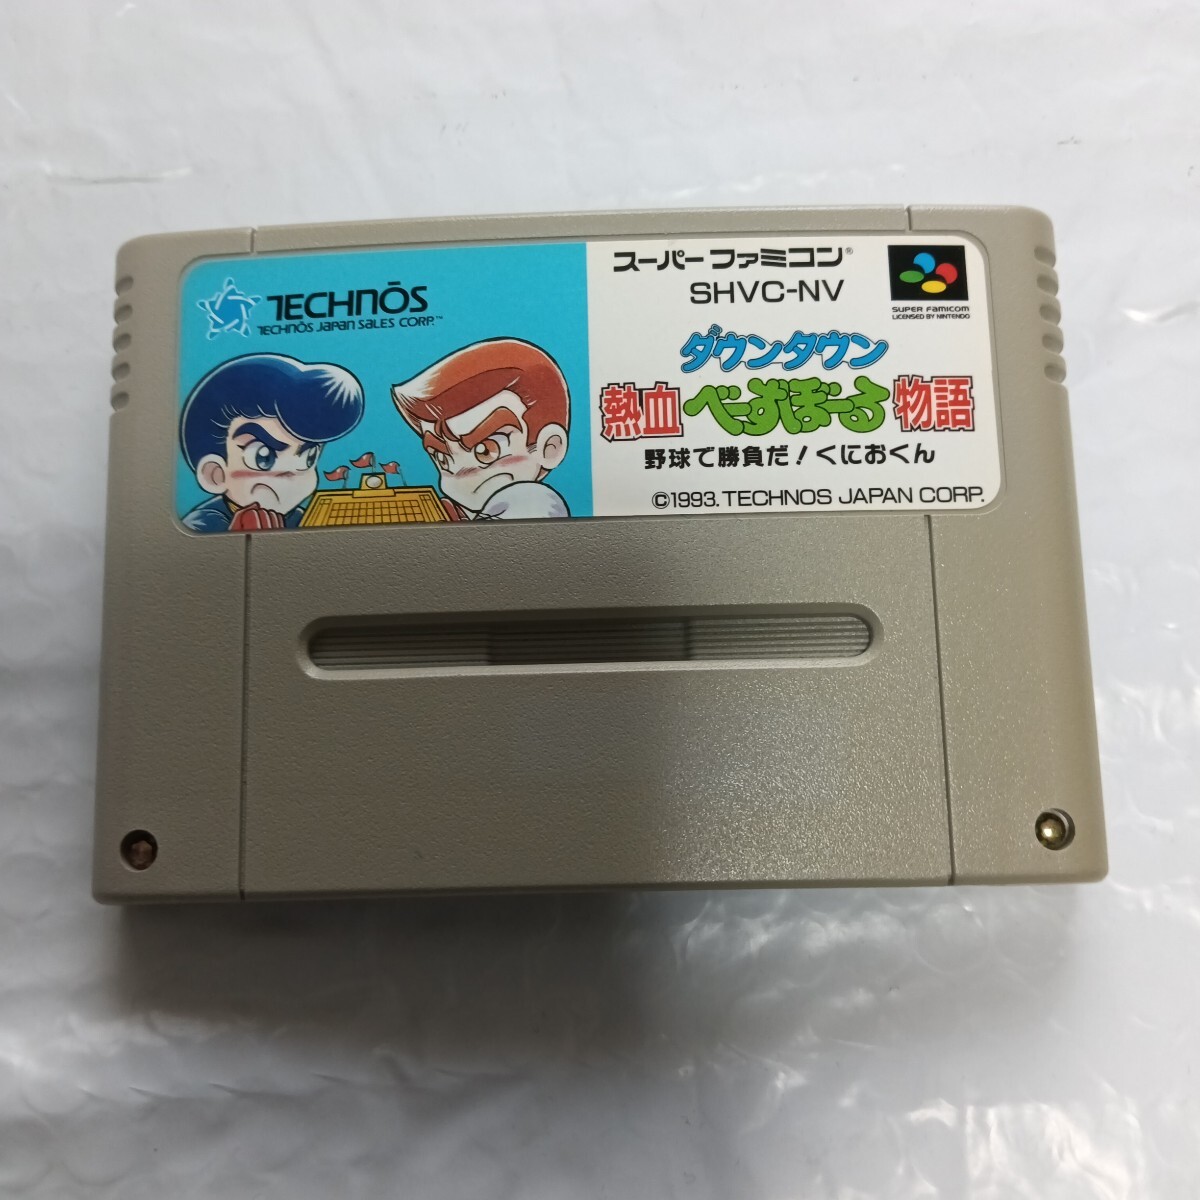 TECHNŌS
TECHNŌS JAPAN SALES CORP.™
スーパーファミコン®
SHVC-NV
SUPER FAMICOM
LICENSED BY NINTENDO
ダウンタウン
熱血べーすぼーる物語
野球で勝負だ!くにおくん
©1993. TECHNOS JAPAN CORP.